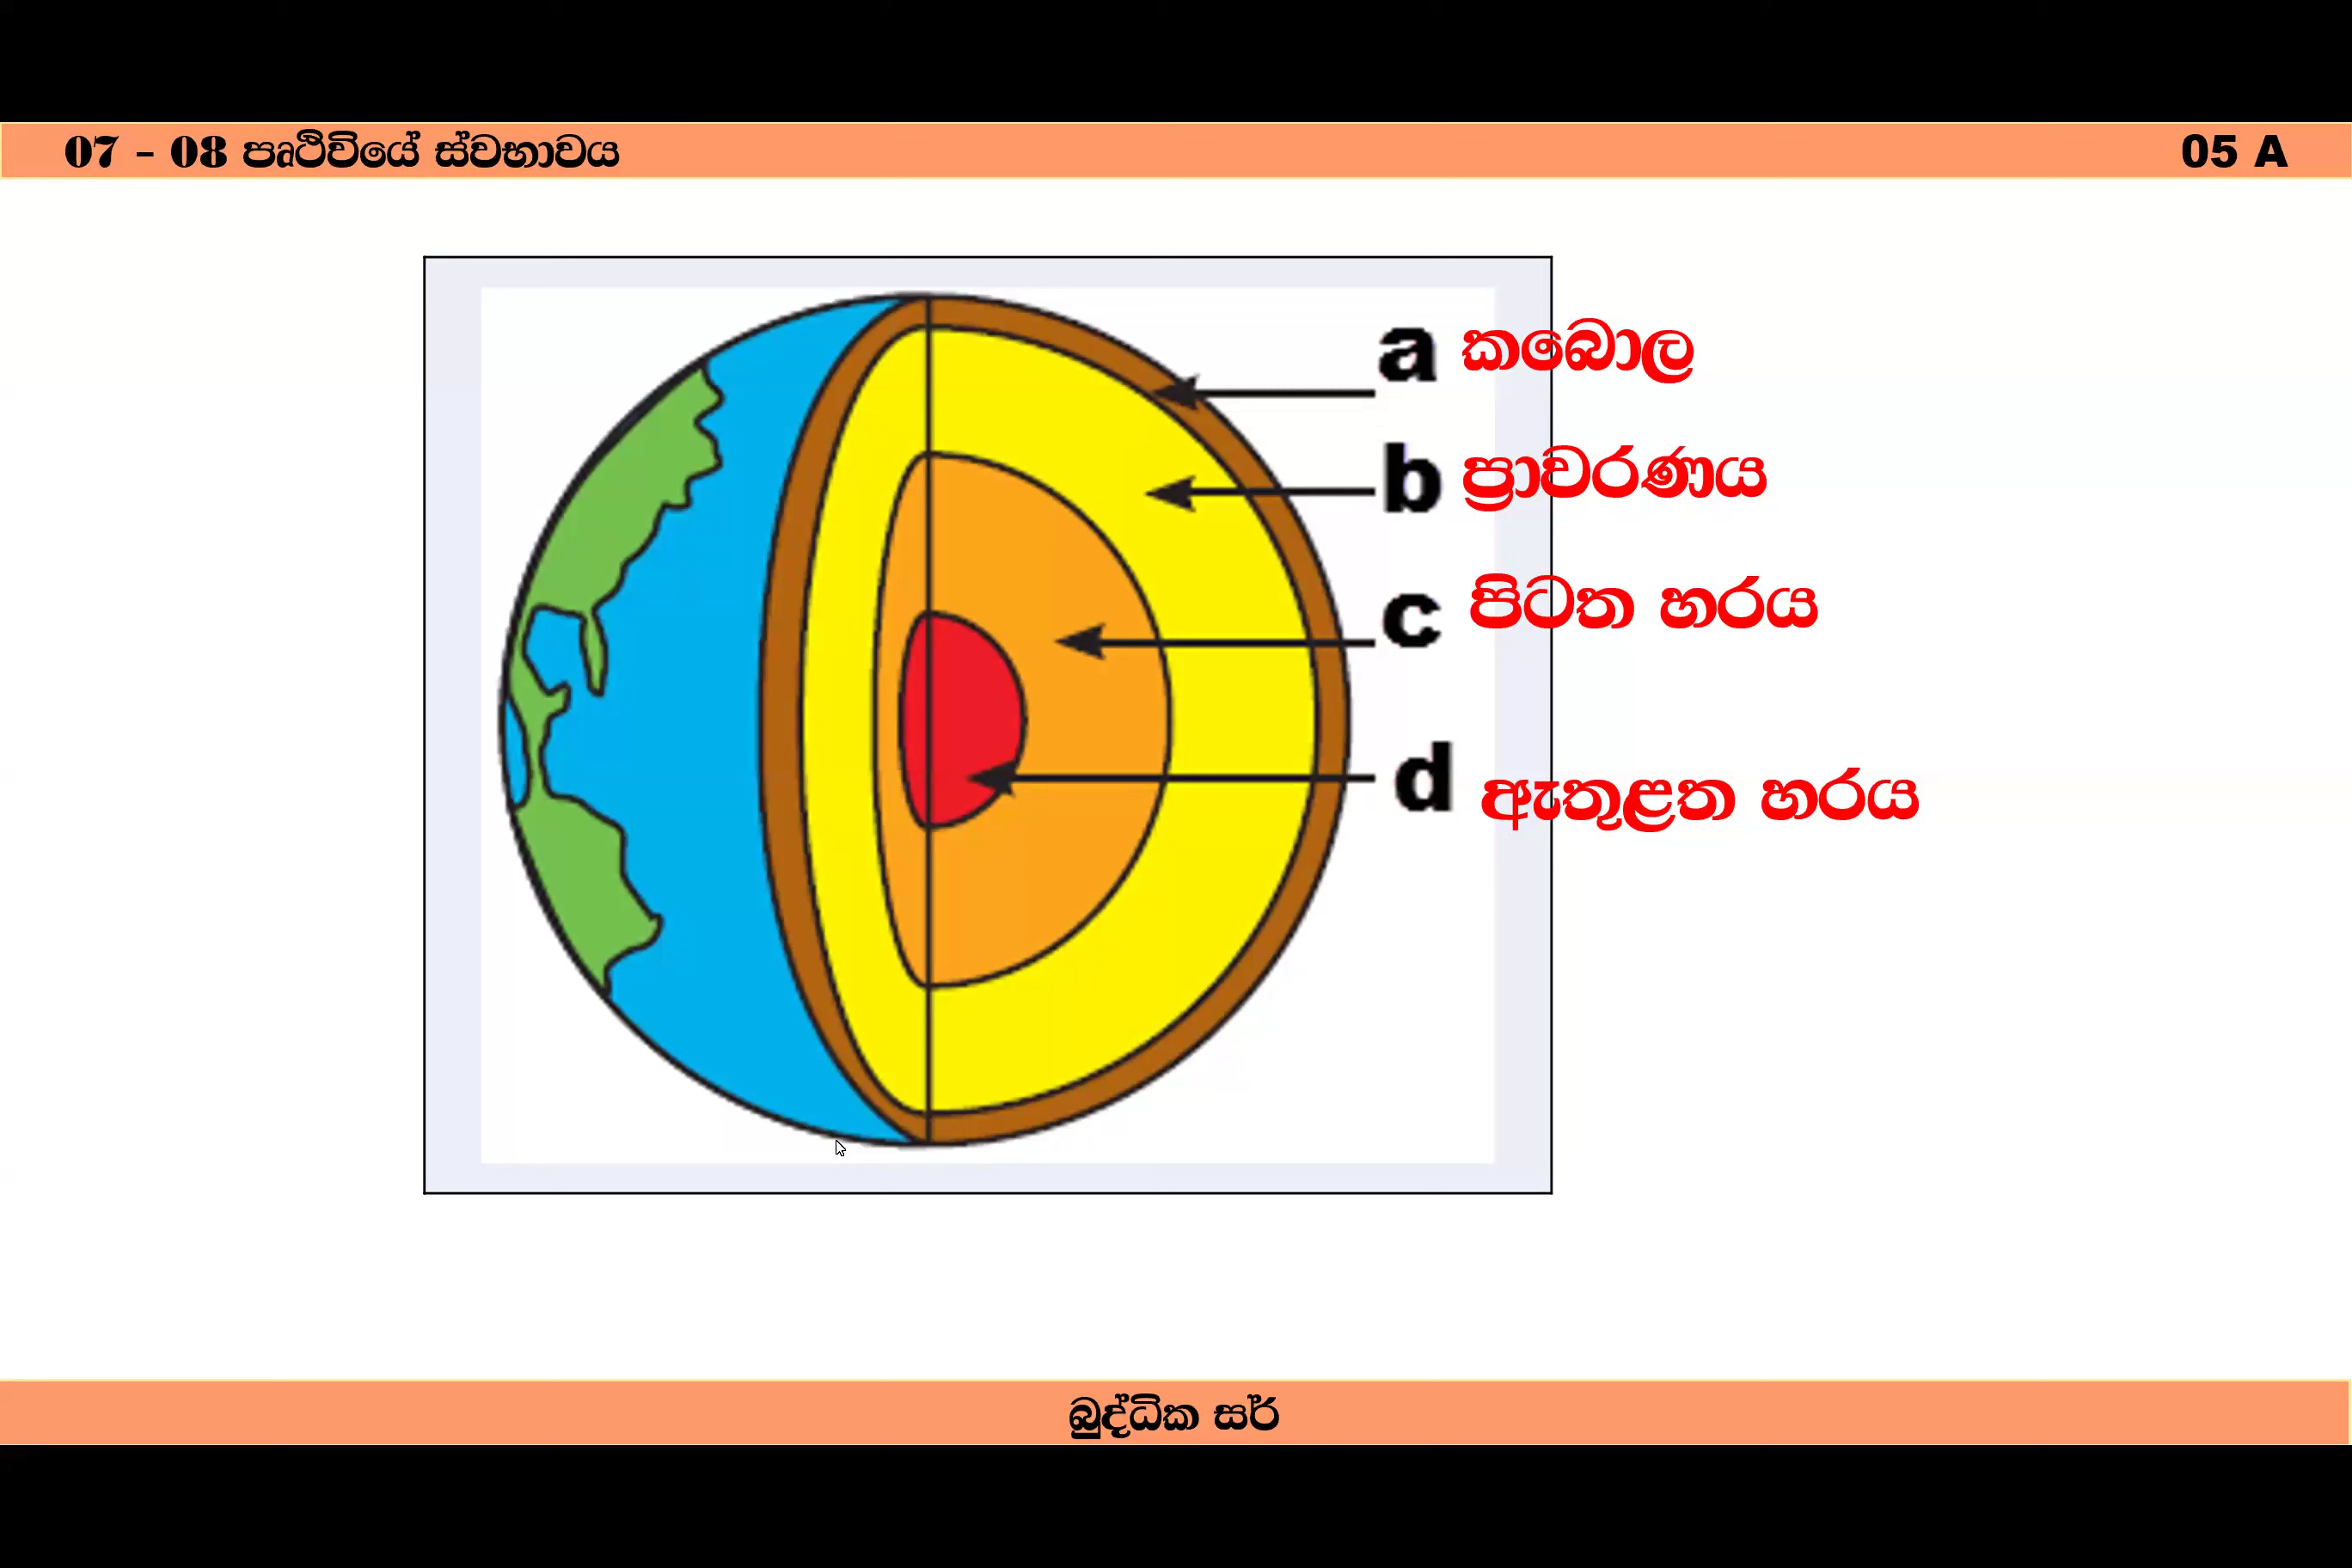 07 - 08 පෘථිවියේ ස්වභාවය
05 A
a කබොල
b ප්‍රාවරණය
c පිටත හරය
d ඇතුළත හරය
බුද්ධික සර්